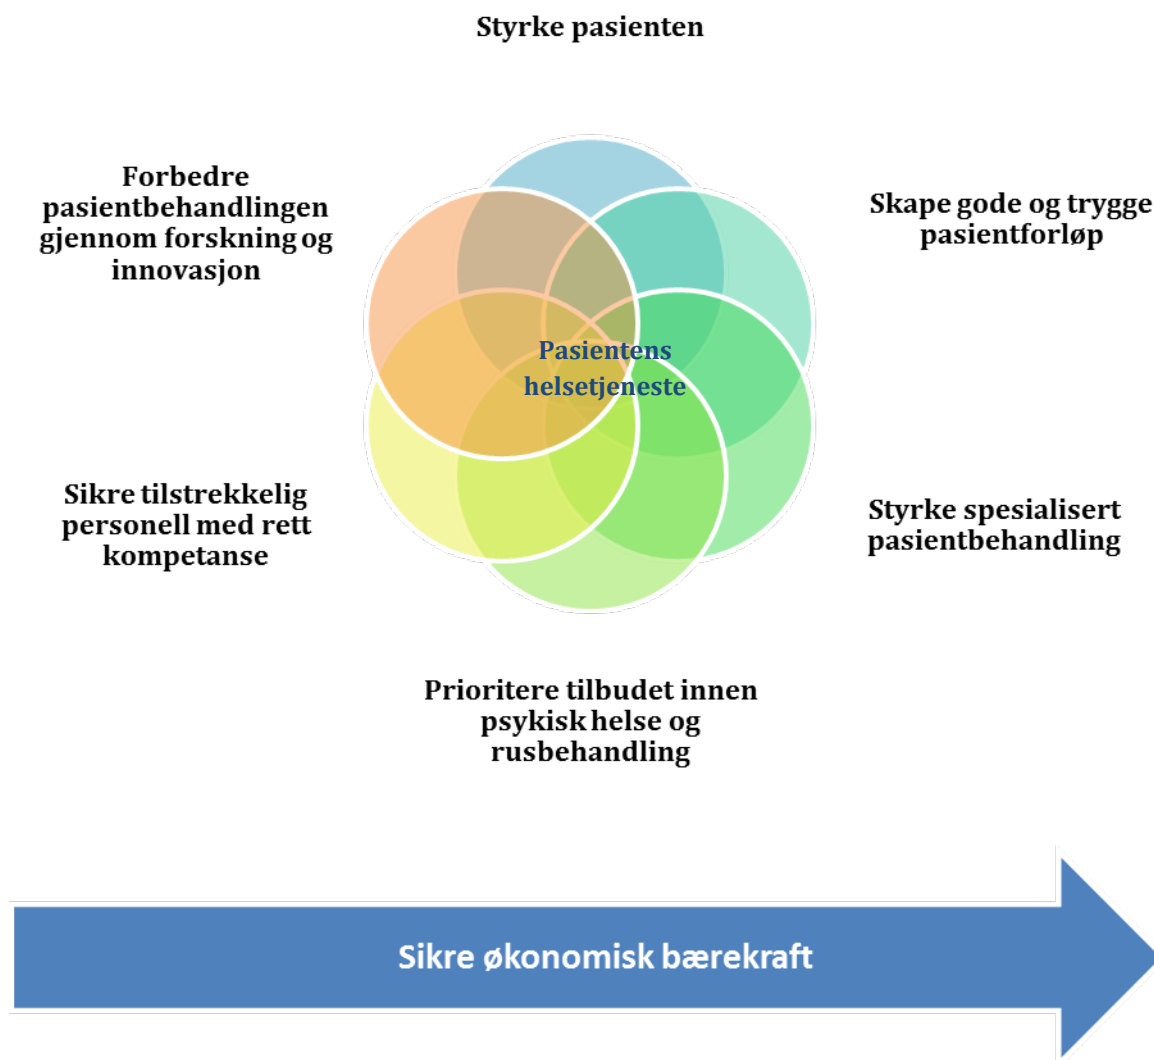 Styrke pasienten
Forbedre
pasientbehandlingen
gjennom forskning og
innovasjon
Skape gode og trygge
pasientforløp
Pasientens
helsetjeneste
Sikre tilstrekkelig
personell med rett
kompetanse
Styrke spesialisert
pasientbehandling
Prioritere tilbudet innen
psykisk helse og
rusbehandling
Sikre økonomisk bærekraft